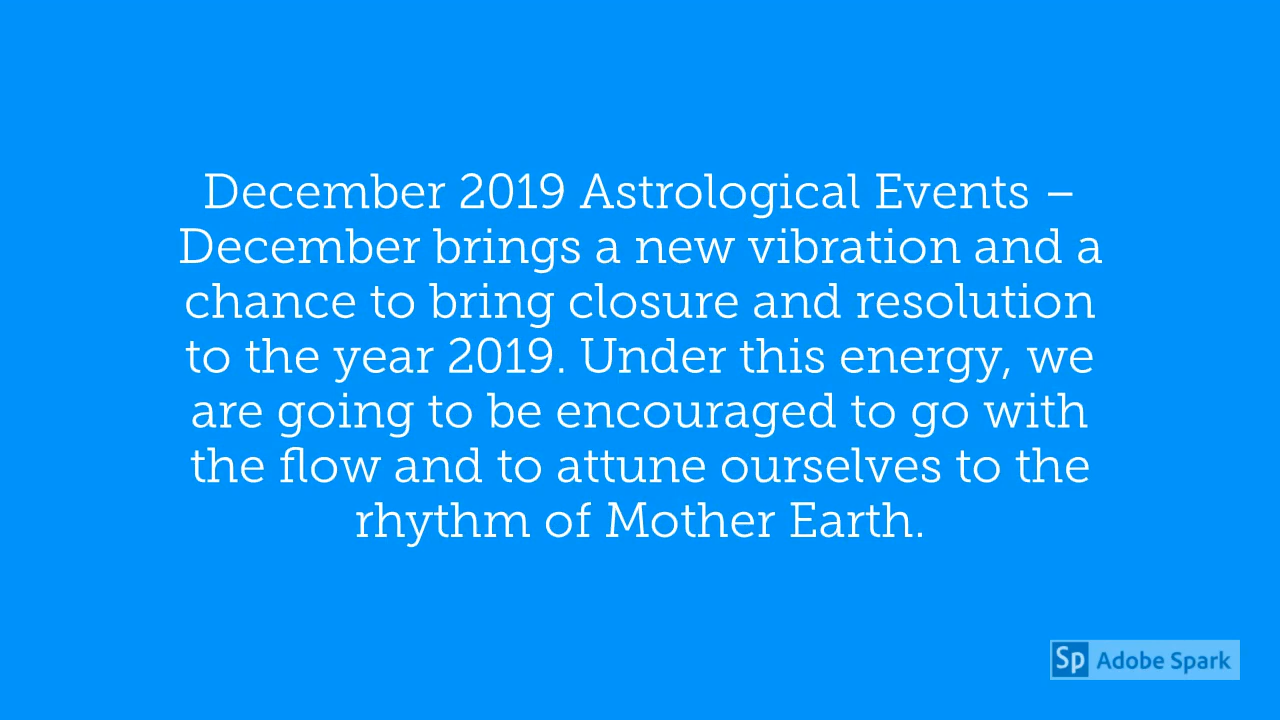 December 2019 Astrological Events –
December brings a new vibration and a
chance to bring closure and resolution
to the year 2019. Under this energy, we
are going to be encouraged to go with
the flow and to attune ourselves to the
rhythm of Mother Earth.
Sp Adobe Spark